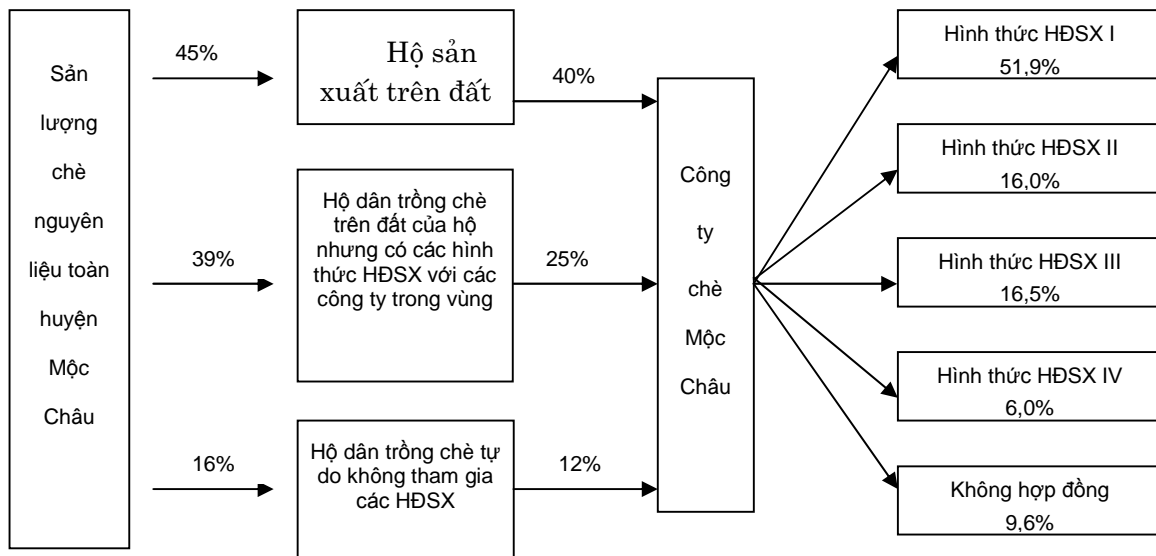 Sản
lượng
chè
nguyên
liệu toàn
huyện
Mộc
Châu
45%
39%
16%
Hộ sản
xuất trên đất
Hộ dân trồng chè
trên đất của hộ
nhưng có các hình
thức HĐSX với các
công ty trong vùng
Hộ dân trồng chè tự
do không tham gia
các HĐSX
40%
25%
12%
Công
ty
chè
Mộc
Châu
Hình thức HĐSX I
51,9%
Hình thức HĐSX II
16,0%
Hình thức HĐSX III
16,5%
Hình thức HĐSX IV
6,0%
Không hợp đồng
9,6%